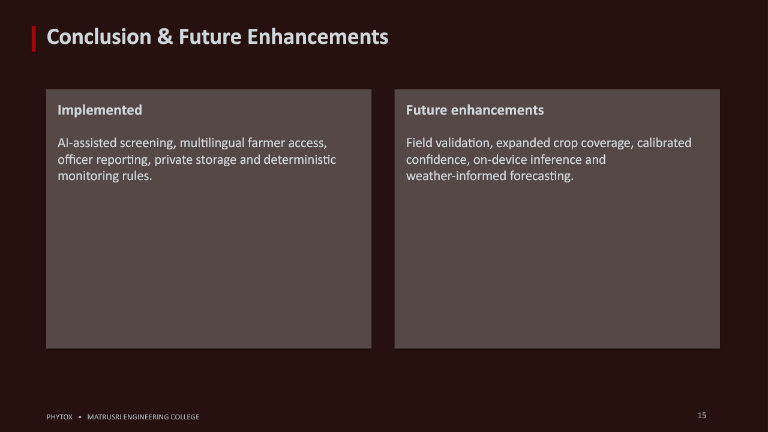 Conclusion & Future Enhancements
Implemented
AI-assisted screening, multilingual farmer access,
officer reporting, private storage and deterministic
monitoring rules.
Future enhancements
Field validation, expanded crop coverage, calibrated
confidence, on-device inference and
weather-informed forecasting.
PHYTOX • MATRUSRI ENGINEERING COLLEGE
15